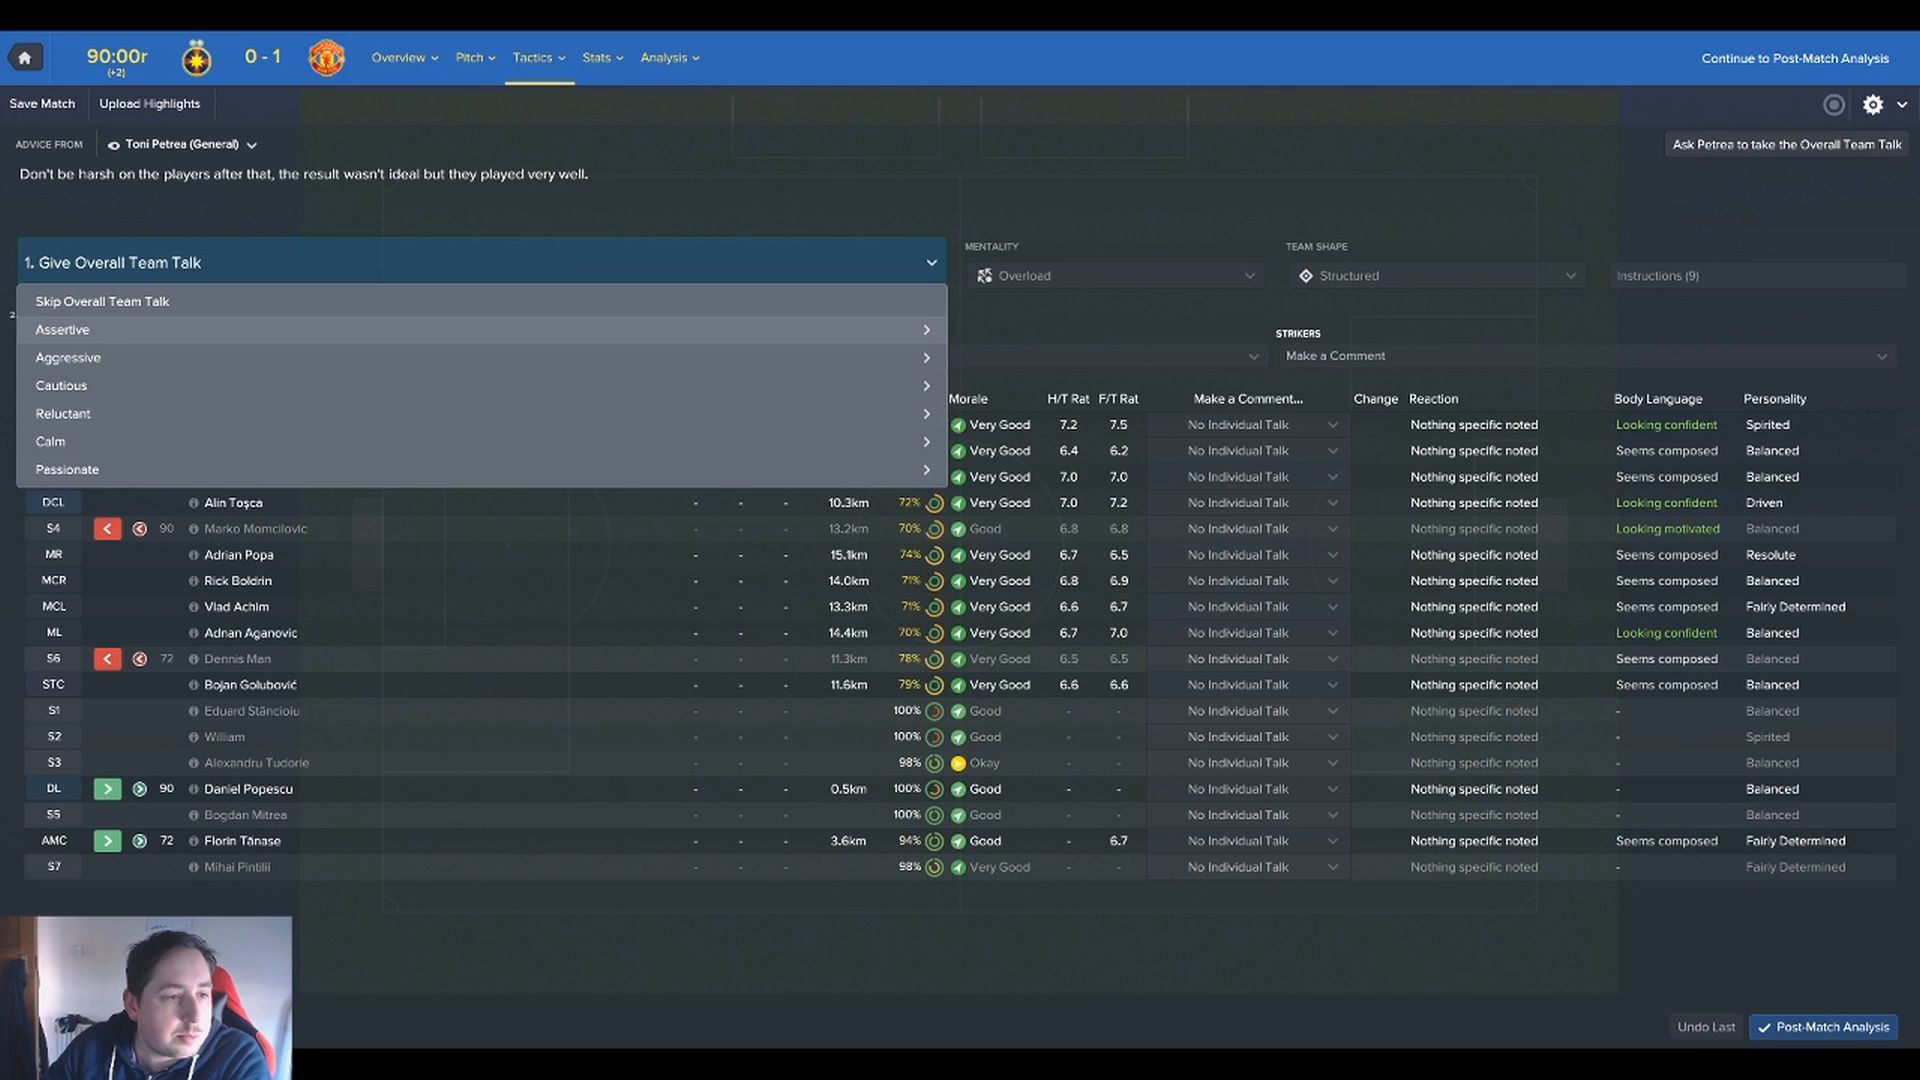 90:00r
(+2)
0 - 1
Overview
Pitch
Tactics
Stats
Analysis
Continue to Post-Match Analysis
Save Match
Upload Highlights
ADVICE FROM
Toni Petrea (General)
Ask Petrea to take the Overall Team Talk
Don't be harsh on the players after that, the result wasn't ideal but they played very well.
1. Give Overall Team Talk
MENTALITY
TEAM SHAPE
Overload
Structured
Instructions (9)
Skip Overall Team Talk
Assertive
Aggressive
Cautious
Reluctant
Calm
Passionate
2.
STRIKERS
Make a Comment
Morale H/T Rat F/T Rat Make a Comment... Change Reaction Body Language Personality
Very Good 7.2 7.5 No Individual Talk Nothing specific noted Looking confident Spirited
Very Good 6.4 6.2 No Individual Talk Nothing specific noted Seems composed Balanced
Very Good 7.0 7.0 No Individual Talk Nothing specific noted Seems composed Balanced
DCL Alin Toşca - - - 10.3km 72% Very Good 7.0 7.2 No Individual Talk Nothing specific noted Looking confident Driven
S4 90 Marko Momcilovic - - - 13.2km 70% Good 6.8 6.8 No Individual Talk Nothing specific noted Looking motivated Balanced
MR Adrian Popa - - - 15.1km 74% Very Good 6.7 6.5 No Individual Talk Nothing specific noted Seems composed Resolute
MCR Rick Boldrin - - - 14.0km 71% Very Good 6.8 6.9 No Individual Talk Nothing specific noted Seems composed Balanced
MCL Vlad Achim - - - 13.3km 71% Very Good 6.6 6.7 No Individual Talk Nothing specific noted Seems composed Fairly Determined
ML Adnan Aganovic - - - 14.4km 70% Very Good 6.7 7.0 No Individual Talk Nothing specific noted Looking confident Balanced
S6 72 Dennis Man - - - 11.3km 78% Very Good 6.5 6.5 No Individual Talk Nothing specific noted Seems composed Balanced
STC Bojan Golubović - - - 11.6km 79% Very Good 6.6 6.6 No Individual Talk Nothing specific noted Seems composed Balanced
S1 Eduard Stăncioiu - - - 100% Good - - No Individual Talk Nothing specific noted - Balanced
S2 William - - - 100% Good - - No Individual Talk Nothing specific noted - Spirited
S3 Alexandru Tudorie - - - 98% Okay - - No Individual Talk Nothing specific noted - Balanced
DL 90 Daniel Popescu - - - 0.5km 100% Good - - No Individual Talk Nothing specific noted - Balanced
S5 Bogdan Mitrea - - - 100% Good - - No Individual Talk Nothing specific noted - Balanced
AMC 72 Florin Tănase - - - 3.6km 94% Good - 6.7 No Individual Talk Nothing specific noted Seems composed Fairly Determined
S7 Mihai Pintilii - - - 98% Very Good - - No Individual Talk Nothing specific noted - Fairly Determined
Undo Last
Post-Match Analysis